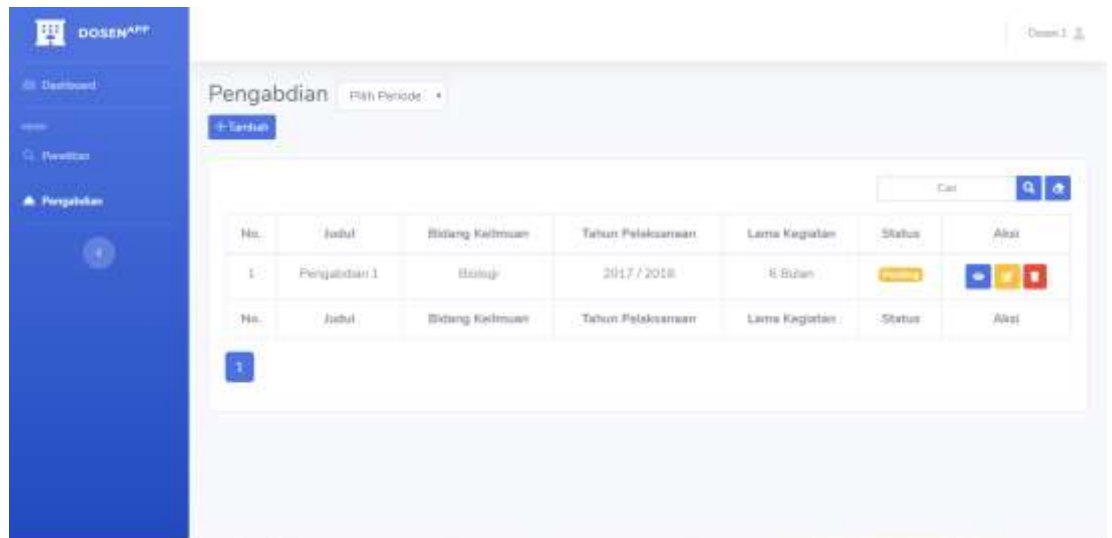 DOSENAPP
Dosen 1
Dashboard
Pengabdian Pilih Periode
+ Tambah
Penelitian
Pengabdian
Cari
No. Judul Bidang Keilmuan Tahun Pelaksanaan Lama Kegiatan Status Aksi
1 Pengabdian 1 Biologi 2017 / 2018 6 Bulan Pending
No. Judul Bidang Keilmuan Tahun Pelaksanaan Lama Kegiatan Status Aksi
1